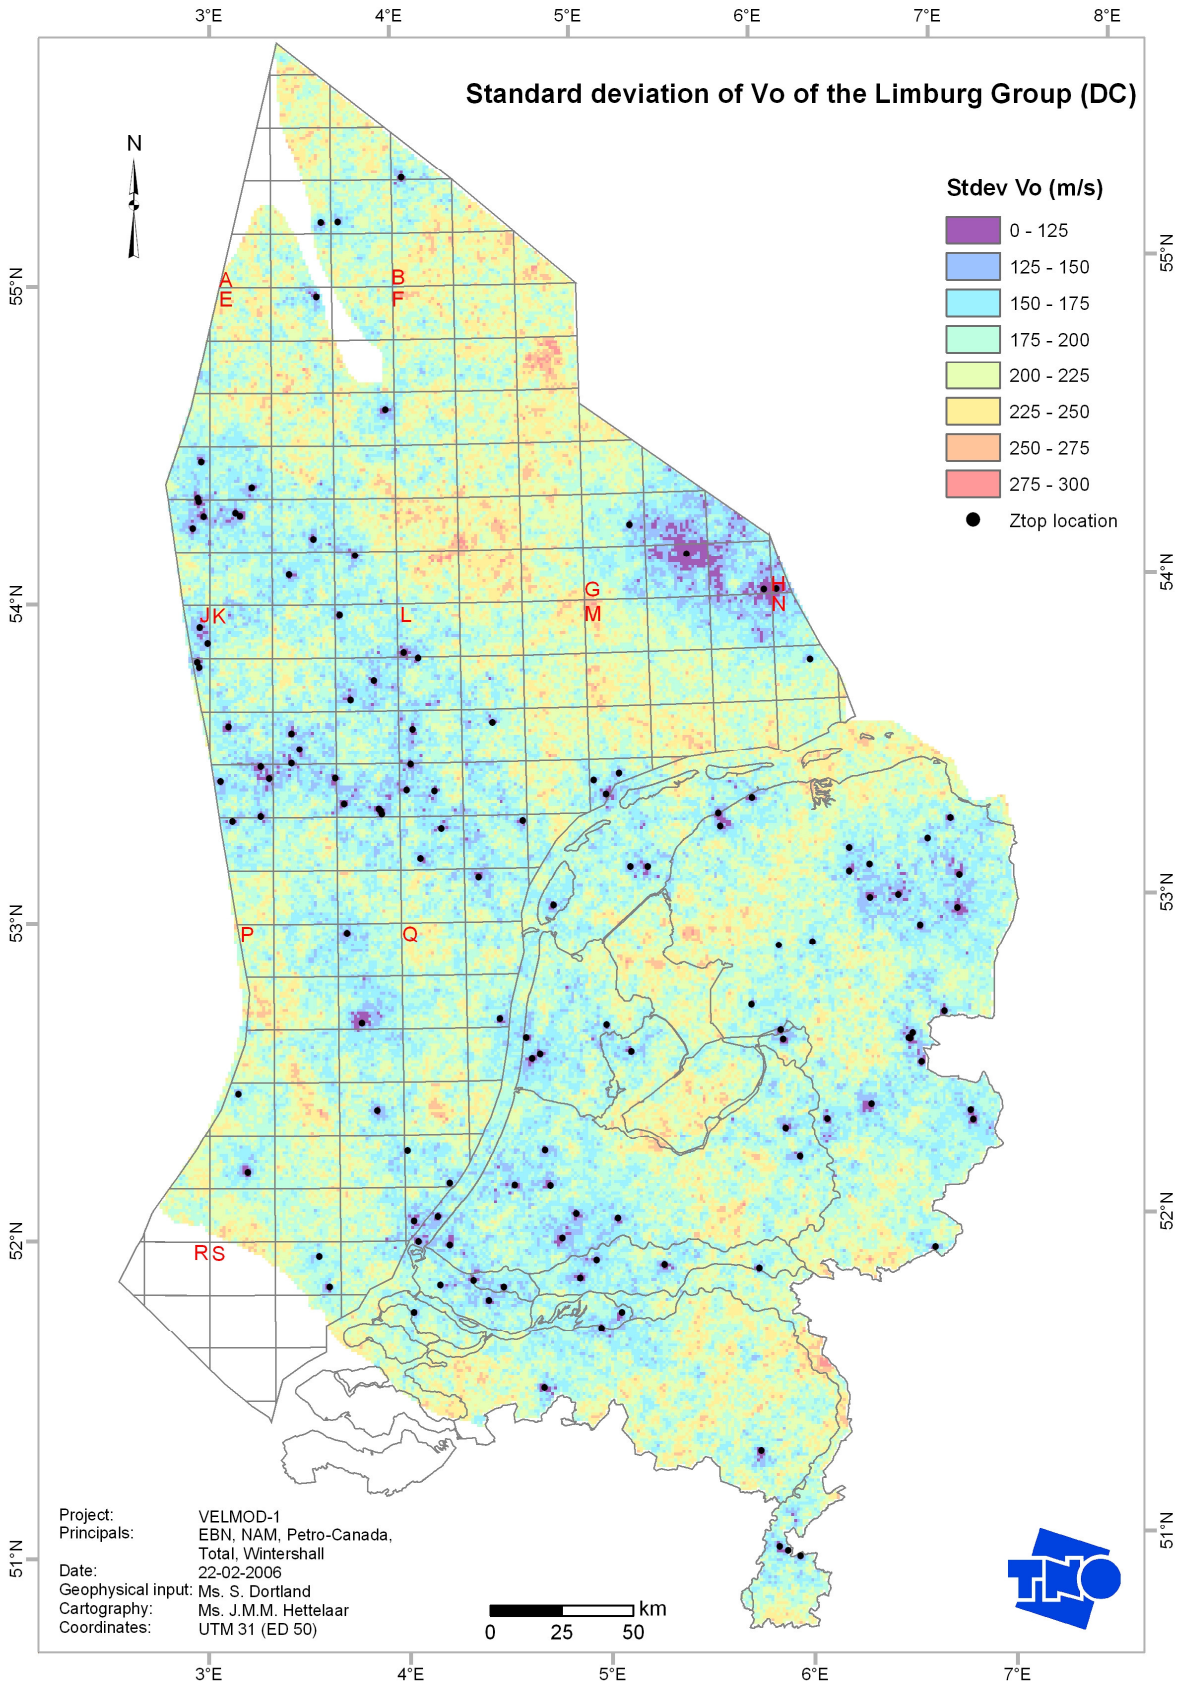 3°E 4°E 5°E 6°E 7°E 8°E
Standard deviation of Vo of the Limburg Group (DC)
N
Stdev Vo (m/s)
0 - 125
125 - 150
150 - 175
175 - 200
200 - 225
225 - 250
250 - 275
275 - 300
Ztop location
55°N
55°N
A
B
E
F
54°N
54°N
G
H
JK
L
M
N
53°N
53°N
P
Q
52°N
52°N
RS
51°N
51°N
Project: VELMOD-1
Principals: EBN, NAM, Petro-Canada,
Total, Wintershall
Date: 22-02-2006
Geophysical input: Ms. S. Dortland
Cartography: Ms. J.M.M. Hettelaar
Coordinates: UTM 31 (ED 50)
km
0 25 50
TNO
3°E 4°E 5°E 6°E 7°E